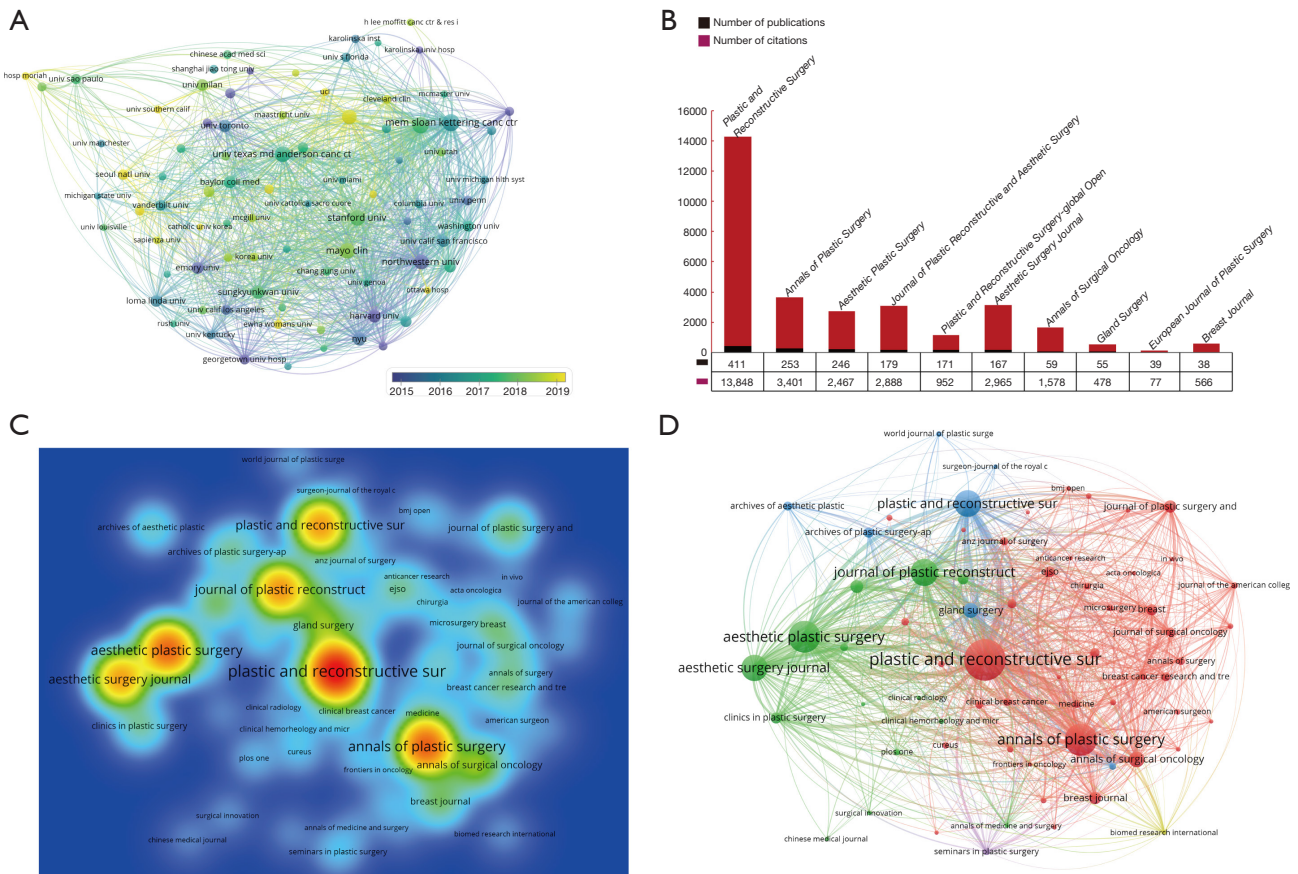 A
h lee moffitt canc ctr & res i
karolinska inst
karolinska univ hosp
univ s florida
chinese acad med sci
shanghai jiao tong univ
hosp moriah
univ sao paulo
univ milan
ucl
cleveland clin
mcmaster univ
univ southern calif
maastricht univ
mem sloan kettering canc ctr
univ toronto
univ manchester
univ texas md anderson canc ct
univ utah
seoul natl univ
baylor coll med
univ miami
univ michigan hlth syst
michigan state univ
vanderbilt univ
univ cattolica sacro cuore
columbia univ
univ penn
mcgill univ
stanford univ
univ louisville
catholic univ korea
washington univ
sapienza univ
univ calif san francisco
mayo clin
korea univ
emory univ
northwestern univ
chang gung univ
univ genoa
loma linda univ
sungkyunkwan univ
ottawa hosp
univ calif los angeles
harvard univ
rush univ
ewha womans univ
univ kentucky
nyu
georgetown univ hosp
2015 2016 2017 2018 2019
B
Number of publications
Number of citations
16000
14000
12000
10000
8000
6000
4000
2000
0
Plastic and
Reconstructive Surgery
Annals of Plastic Surgery
Aesthetic Plastic Surgery
Journal of Plastic Reconstructive and Aesthetic Surgery
Plastic and Reconstructive Surgery-global Open
Aesthetic Surgery Journal
Annals of Surgical Oncology
Gland Surgery
European Journal of Plastic Surgery
Breast Journal
411 253 246 179 171 167 59 55 39 38
13,848 3,401 2,467 2,888 952 2,965 1,578 478 77 566
C
world journal of plastic surge
surgeon-journal of the royal c
bmj open
plastic and reconstructive sur
archives of aesthetic plastic
journal of plastic surgery and
archives of plastic surgery-ap
anz journal of surgery
anticancer research
in vivo
journal of plastic reconstruct
ejso
acta oncologica
journal of the american colleg
chirurgia
gland surgery
microsurgery
breast
aesthetic plastic surgery
journal of surgical oncology
plastic and reconstructive sur
annals of surgery
aesthetic surgery journal
breast cancer research and tre
clinical radiology
clinical breast cancer
medicine
clinics in plastic surgery
clinical hemorheology and micr
american surgeon
annals of plastic surgery
cureus
plos one
frontiers in oncology
annals of surgical oncology
breast journal
surgical innovation
annals of medicine and surgery
chinese medical journal
biomed research international
seminars in plastic surgery
D
world journal of plastic surge
surgeon-journal of the royal c
bmj open
archives of aesthetic plastic
plastic and reconstructive sur
journal of plastic surgery and
archives of plastic surgery-ap
anz journal of surgery
anticancer research
in vivo
journal of plastic reconstruct
ejso
acta oncologica
chirurgia
journal of the american colleg
gland surgery
microsurgery
breast
aesthetic plastic surgery
journal of surgical oncology
plastic and reconstructive sur
annals of surgery
aesthetic surgery journal
breast cancer research and tre
clinical radiology
clinical breast cancer
medicine
clinics in plastic surgery
clinical hemorheology and micr
american surgeon
annals of plastic surgery
cureus
plos one
frontiers in oncology
annals of surgical oncology
breast journal
annals of medicine and surgery
surgical innovation
chinese medical journal
biomed research international
seminars in plastic surgery